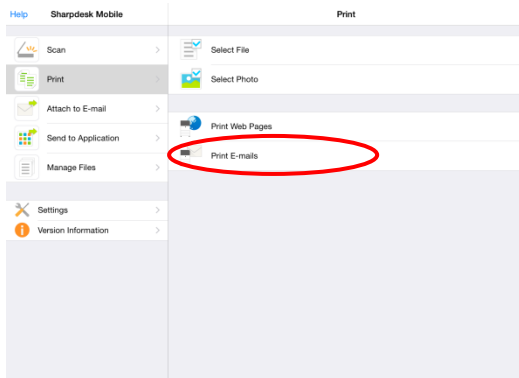 Help Sharpdesk Mobile
Scan
Print
Attach to E-mail
Send to Application
Manage Files
Settings
Version Information
Print
Select File
Select Photo
Print Web Pages
Print E-mails